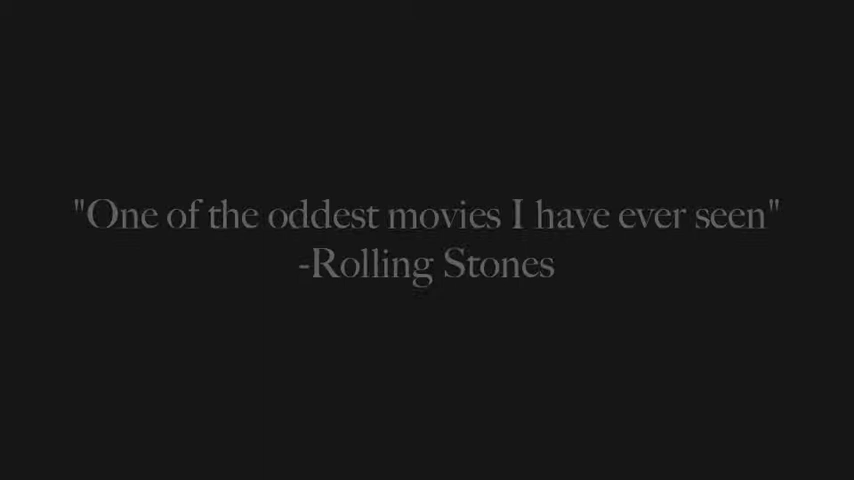 "One of the oddest movies I have ever seen"
-Rolling Stones